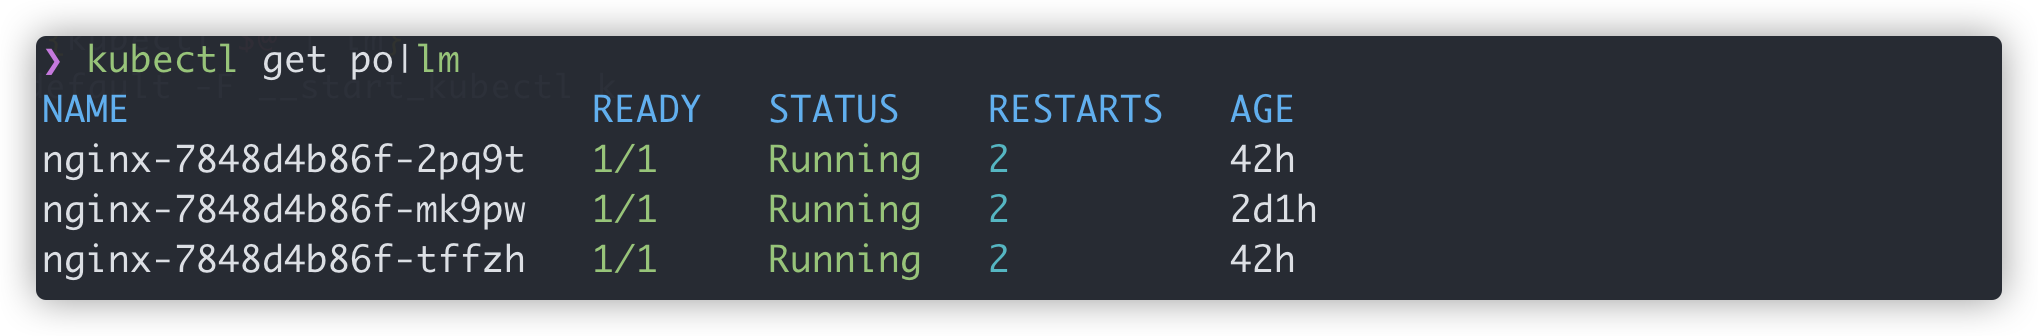 ❯ kubectl get po|lm
NAME READY STATUS RESTARTS AGE
nginx-7848d4b86f-2pq9t 1/1 Running 2 42h
nginx-7848d4b86f-mk9pw 1/1 Running 2 2d1h
nginx-7848d4b86f-tffzh 1/1 Running 2 42h